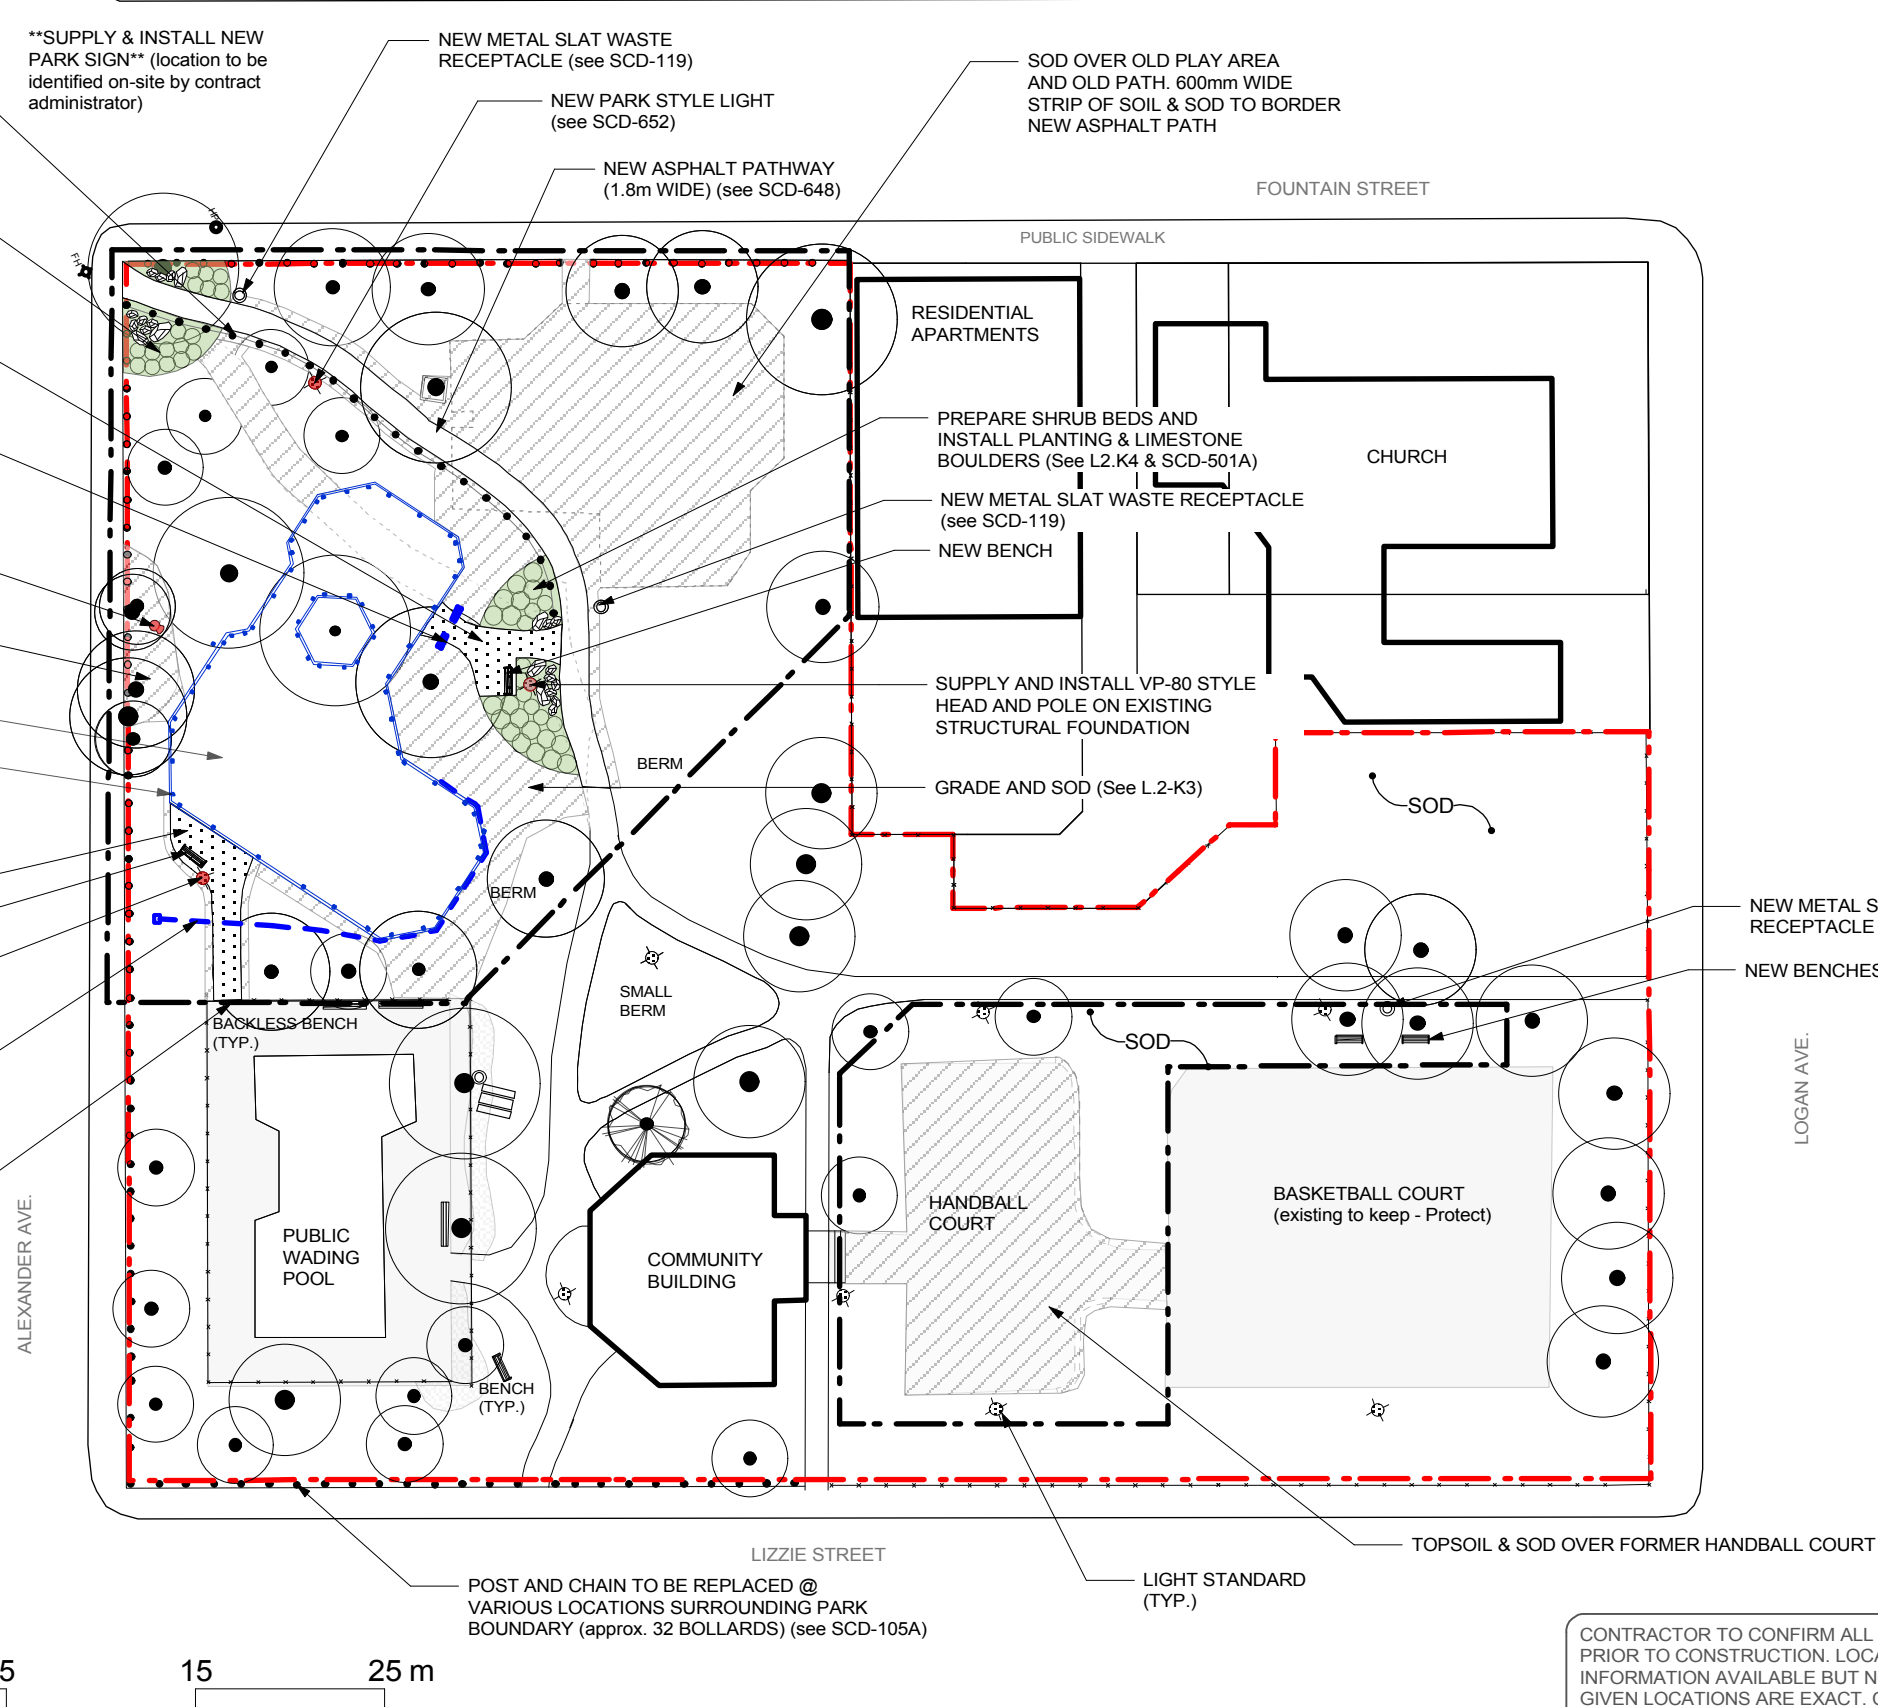 **SUPPLY & INSTALL NEW
PARK SIGN** (location to be
identified on-site by contract
administrator)
NEW METAL SLAT WASTE
RECEPTACLE (see SCD-119)
NEW PARK STYLE LIGHT
(see SCD-652)
NEW ASPHALT PATHWAY
(1.8m WIDE) (see SCD-648)
SOD OVER OLD PLAY AREA
AND OLD PATH. 600mm WIDE
STRIP OF SOIL & SOD TO BORDER
NEW ASPHALT PATH
FOUNTAIN STREET
PUBLIC SIDEWALK
HP
FH
RESIDENTIAL
APARTMENTS
CHURCH
PREPARE SHRUB BEDS AND
INSTALL PLANTING & LIMESTONE
BOULDERS (See L2.K4 & SCD-501A)
NEW METAL SLAT WASTE RECEPTACLE
(see SCD-119)
NEW BENCH
SUPPLY AND INSTALL VP-80 STYLE
HEAD AND POLE ON EXISTING
STRUCTURAL FOUNDATION
BERM
GRADE AND SOD (See L.2-K3)
SOD
BERM
NEW METAL S
RECEPTACLE
NEW BENCHES
SMALL
BERM
BACKLESS BENCH
(TYP.)
SOD
LOGAN AVE.
ALEXANDER AVE.
PUBLIC
WADING
POOL
COMMUNITY
BUILDING
HANDBALL
COURT
BASKETBALL COURT
(existing to keep - Protect)
BENCH
(TYP.)
LIZZIE STREET
TOPSOIL & SOD OVER FORMER HANDBALL COURT
POST AND CHAIN TO BE REPLACED @
VARIOUS LOCATIONS SURROUNDING PARK
BOUNDARY (approx. 32 BOLLARDS) (see SCD-105A)
LIGHT STANDARD
(TYP.)
5 15 25 m
CONTRACTOR TO CONFIRM ALL
PRIOR TO CONSTRUCTION. LOCA
INFORMATION AVAILABLE BUT N
GIVEN LOCATIONS ARE EXACT. C